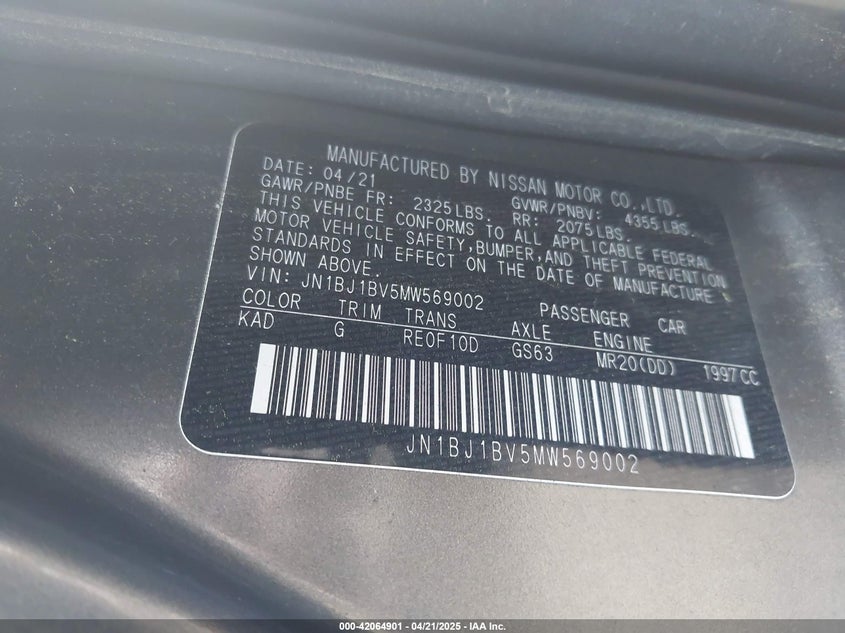 MANUFACTURED BY NISSAN MOTOR CO.,LTD.
DATE: 04/21 GVWR/PNBV: 4355LBS.
GAWR/PNBE FR: 2325LBS. RR: 2075LBS.
THIS VEHICLE CONFORMS TO ALL APPLICABLE FEDERAL
MOTOR VEHICLE SAFETY,BUMPER,AND THEFT PREVENTION
STANDARDS IN EFFECT ON THE DATE OF MANUFACTURE
SHOWN ABOVE.
VIN: JN1BJ1BV5MW569002 PASSENGER CAR
COLOR TRIM TRANS AXLE ENGINE
KAD G RE0F10D GS63 MR20(DD) 1997CC
JN1BJ1BV5MW569002
000-42064901 - 04/21/2025 - IAA Inc.